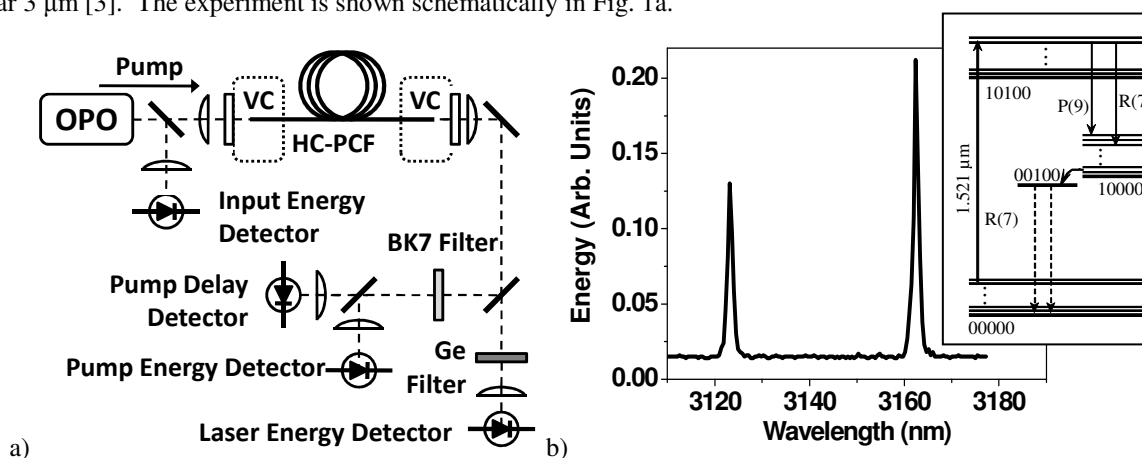 ar 3 μm [3]. The experiment is shown schematically in Fig. 1a.
Pump
OPO
VC
VC
HC-PCF
Input Energy
Detector
BK7 Filter
Pump Delay
Detector
Pump Energy Detector
Ge
Filter
Laser Energy Detector
a)
b)
Energy (Arb. Units)
0.20
0.15
0.10
0.05
0.00
3120
3140
3160
3180
Wavelength (nm)
10100
P(9)
R(7
00100
10000
1.521 μm
R(7)
00000